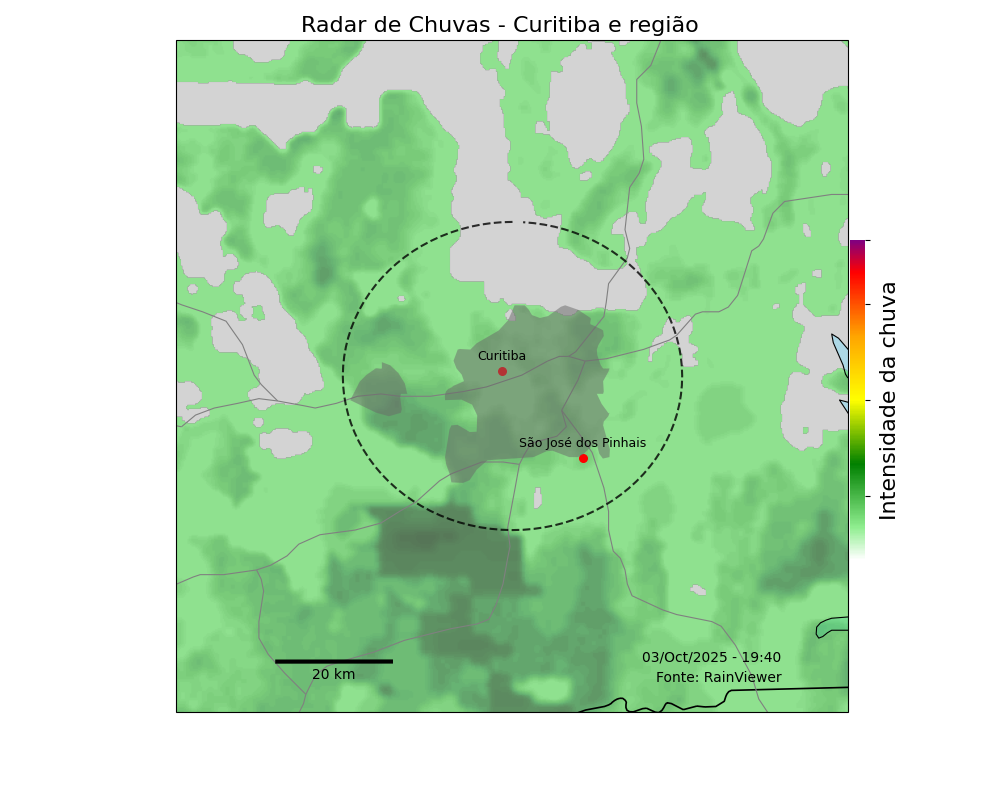 Radar de Chuvas - Curitiba e região
Curitiba
São José dos Pinhais
Intensidade da chuva
03/Oct/2025 - 19:40
Fonte: RainViewer
20 km